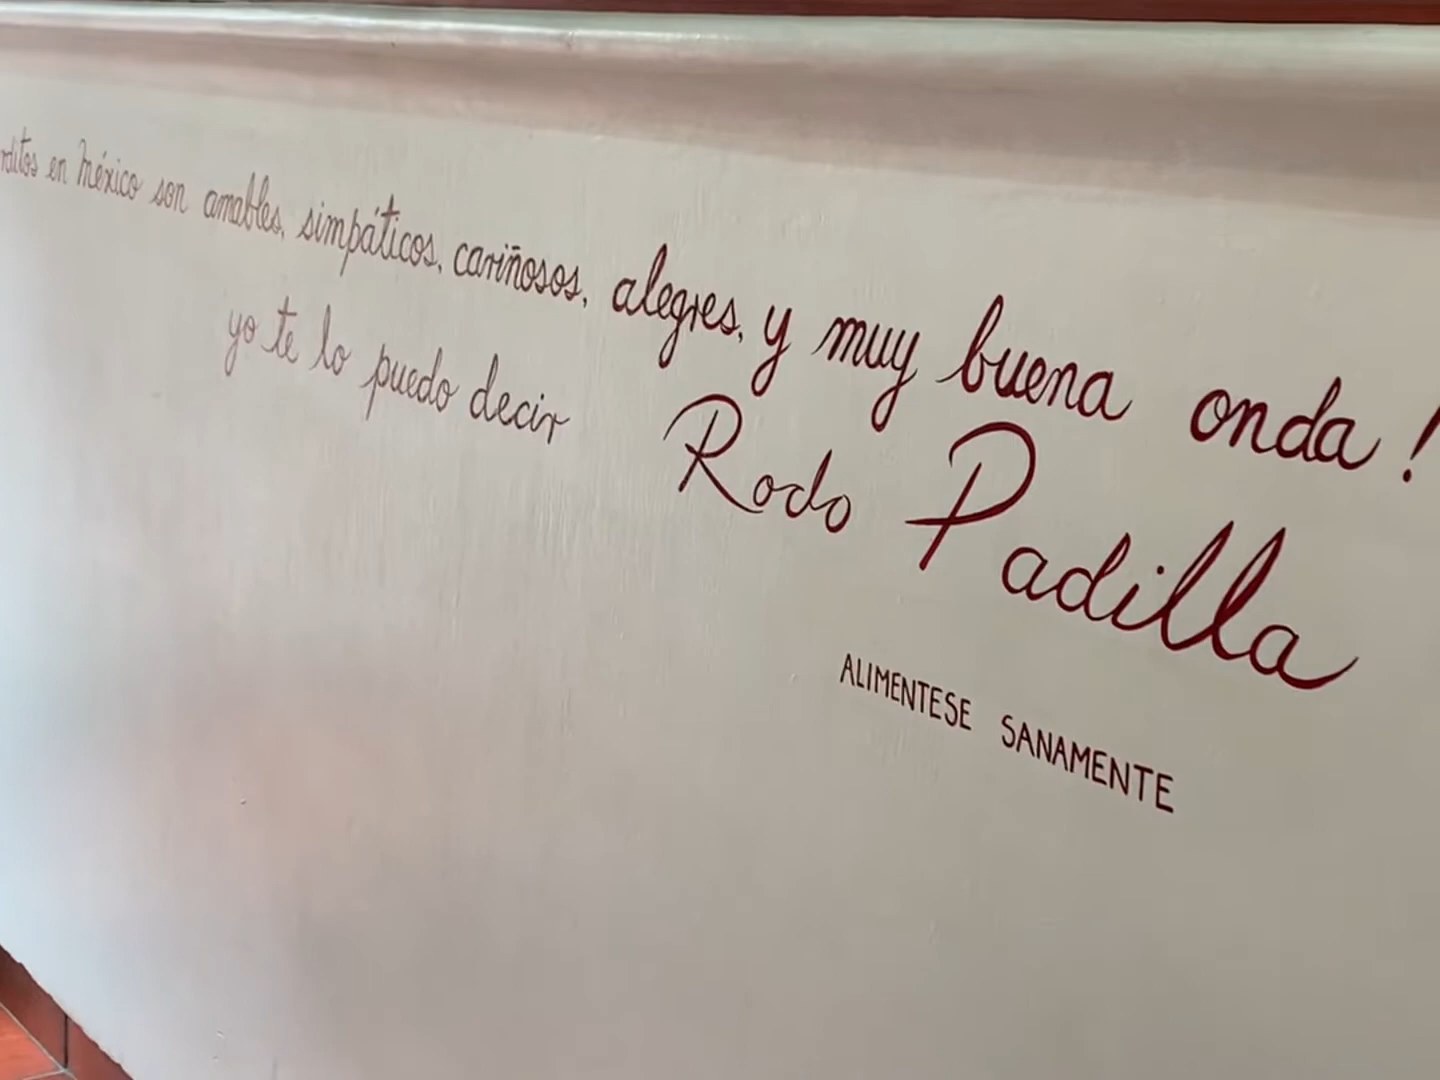 en México son amables, simpáticos, cariñosos, alegres, y muy buena onda!
yo te lo puedo decir Rodo Padilla
ALIMENTESE SANAMENTE